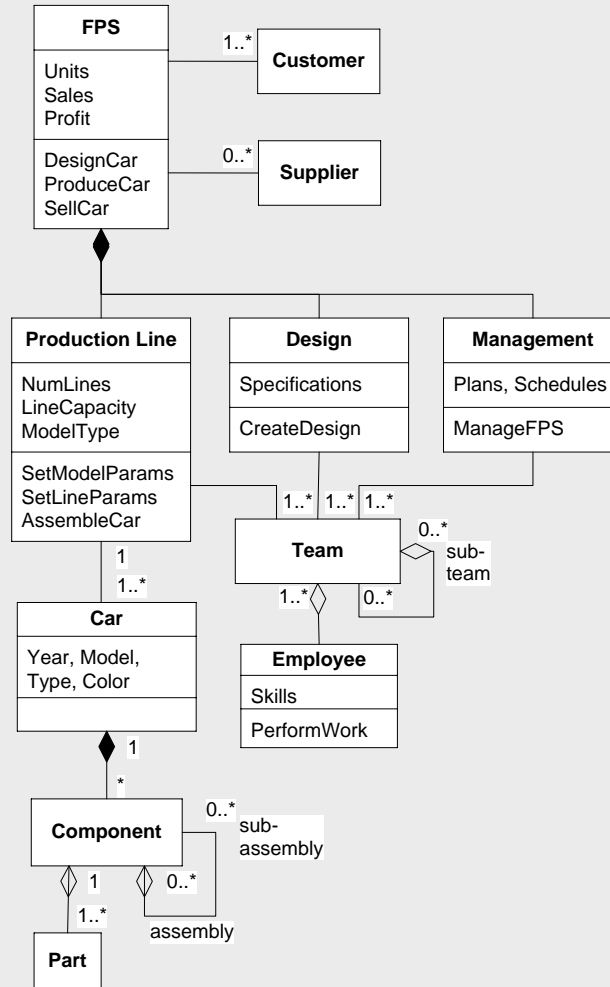 FPS
Units
Sales
Profit
DesignCar
ProduceCar
SellCar
1..*
Customer
0..*
Supplier
Production Line
NumLines
LineCapacity
ModelType
SetModelParams
SetLineParams
AssembleCar
Design
Specifications
CreateDesign
Management
Plans, Schedules
ManageFPS
1..*
1..*
1..*
Team
0..*
sub-
team
0..*
1..*
1
1..*
Car
Year, Model,
Type, Color
Employee
Skills
PerformWork
1
*
Component
0..*
sub-
assembly
1
0..*
1..*
assembly
Part